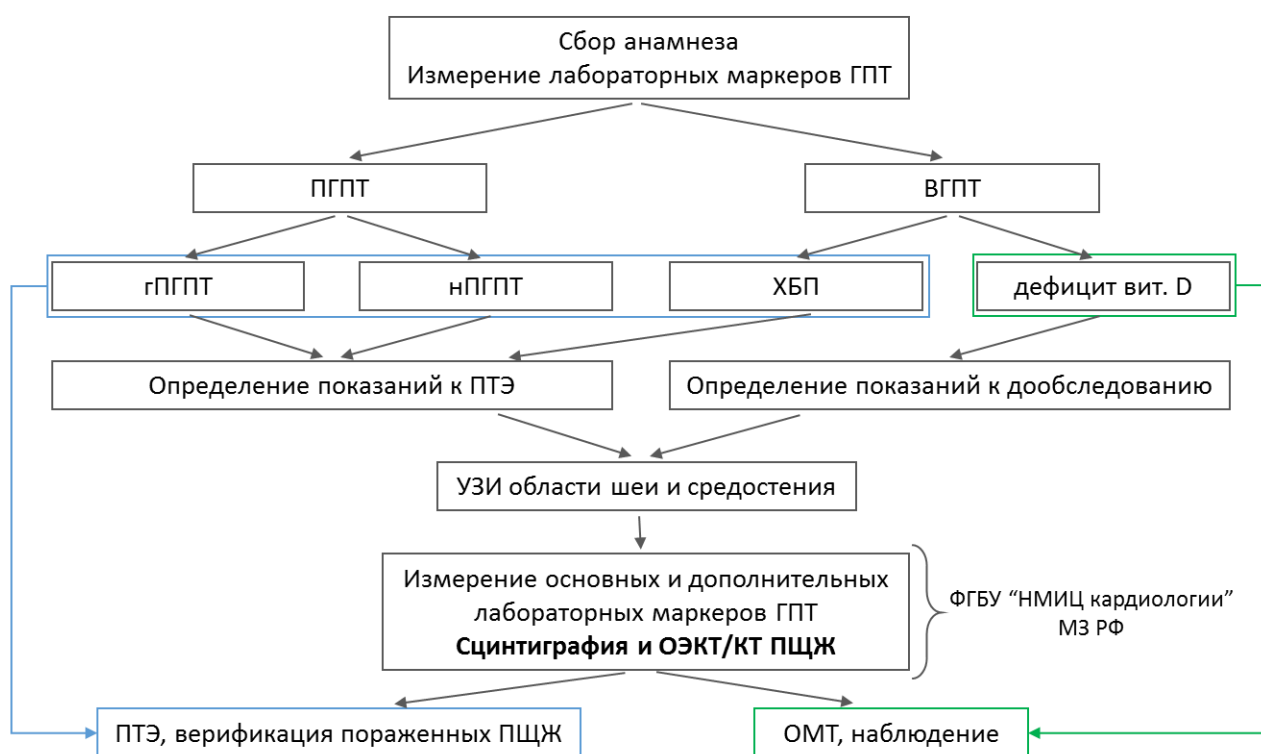 Сбор анамнеза
Измерение лабораторных маркеров ГПТ
ПГПТ
ВГПТ
гПГПТ
нПГПТ
ХБП
дефицит вит. D
Определение показаний к ПТЭ
Определение показаний к дообследованию
УЗИ области шеи и средостения
Измерение основных и дополнительных
лабораторных маркеров ГПТ
Сцинтиграфия и ОЭКТ/КТ ПЩЖ
ФГБУ “НМИЦ кардиологии”
МЗ РФ
ПТЭ, верификация пораженных ПЩЖ
ОМТ, наблюдение